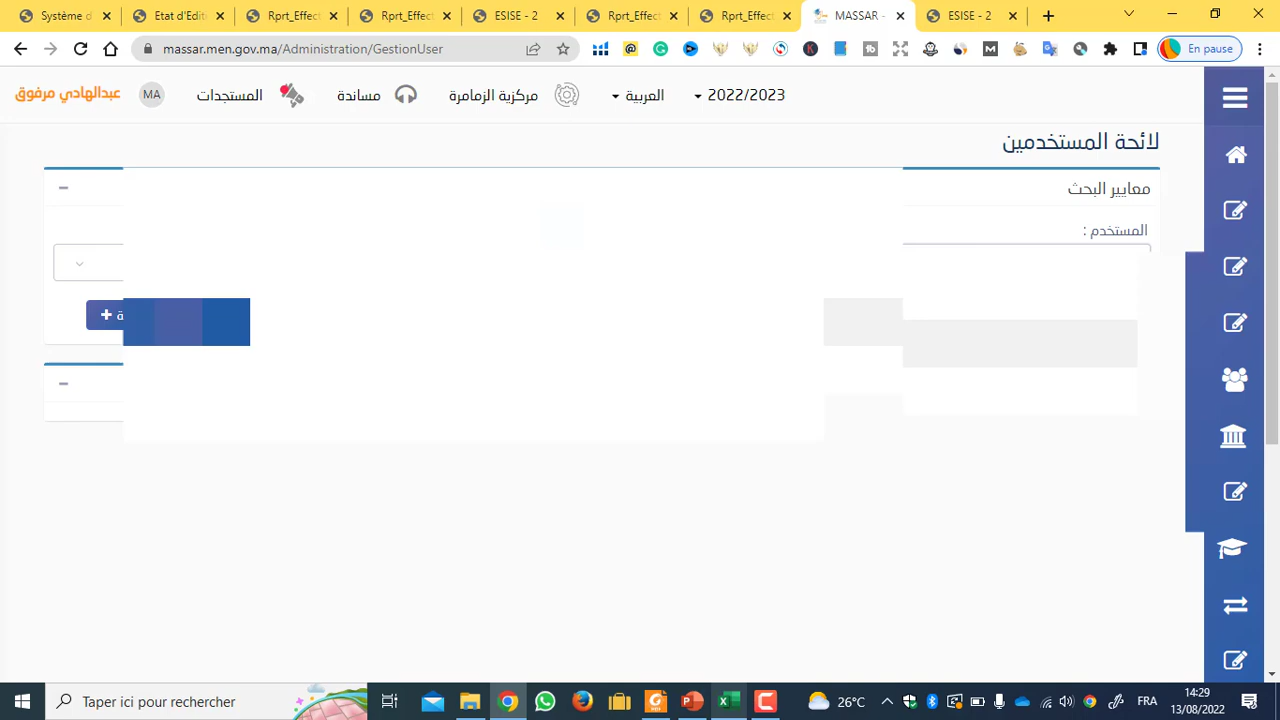 Système d
Etat d'Edit
Rprt_Effect
Rprt_Effect
ESISE - 2
Rprt_Effect
Rprt_Effect
MASSAR -
ESISE - 2
massar.men.gov.ma/Administration/GestionUser
En pause
2022/2023
العربية
مركزية الزمامرة
مساندة
المستجدات
MA
عبدالهادي مرفوق
لائحة المستخدمين
معايير البحث
المستخدم :
ة
Taper ici pour rechercher
26°C
FRA
14:29
13/08/2022